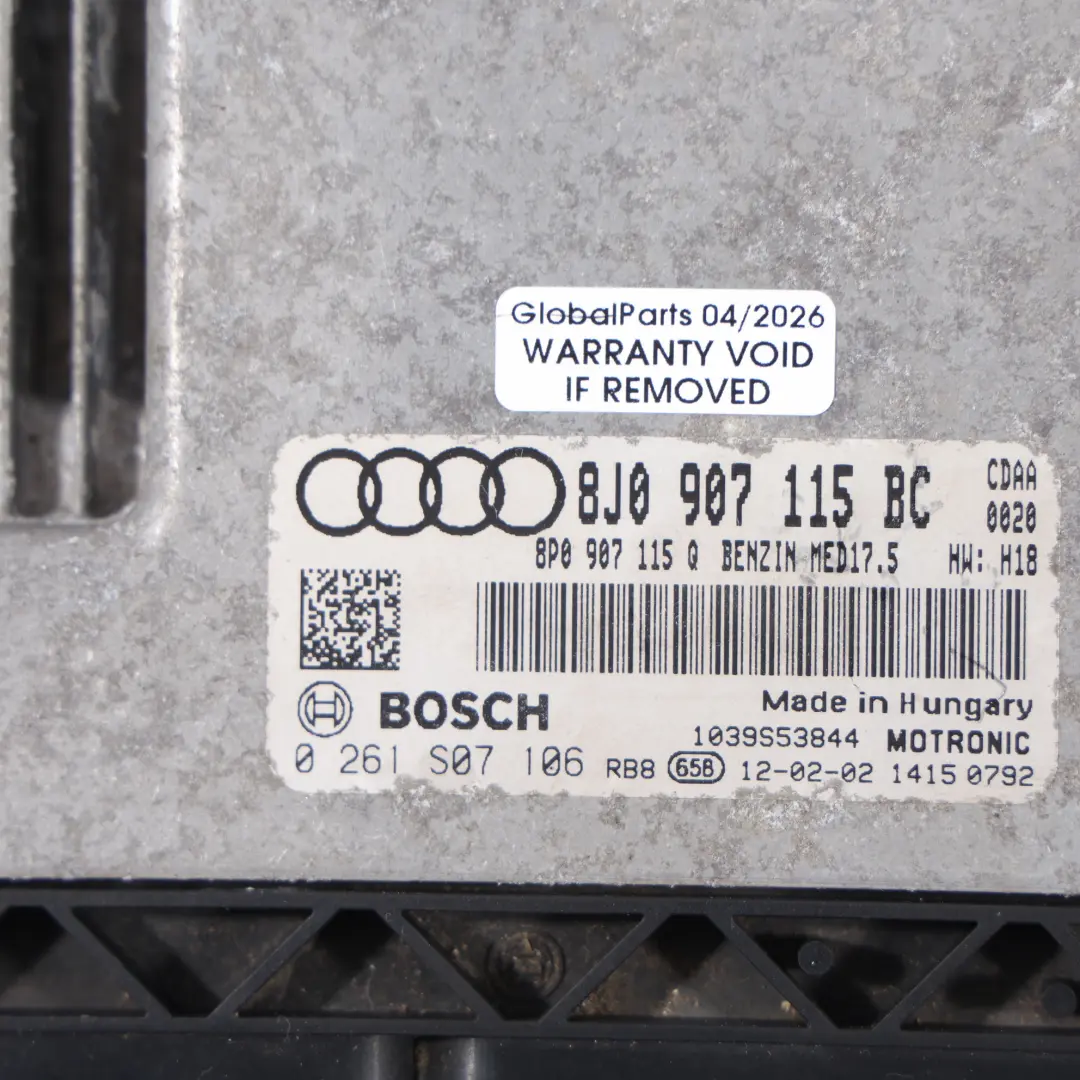 GlobalParts 04/2026
WARRANTY VOID
IF REMOVED
8J0 907 115 BC
CDAA
0020
8P0 907 115 Q BENZIN MED17.5 HW: H18
BOSCH
Made in Hungary
1039S53844 MOTRONIC
0 261 S07 106 RB8 658 12-02-02 1415 0792